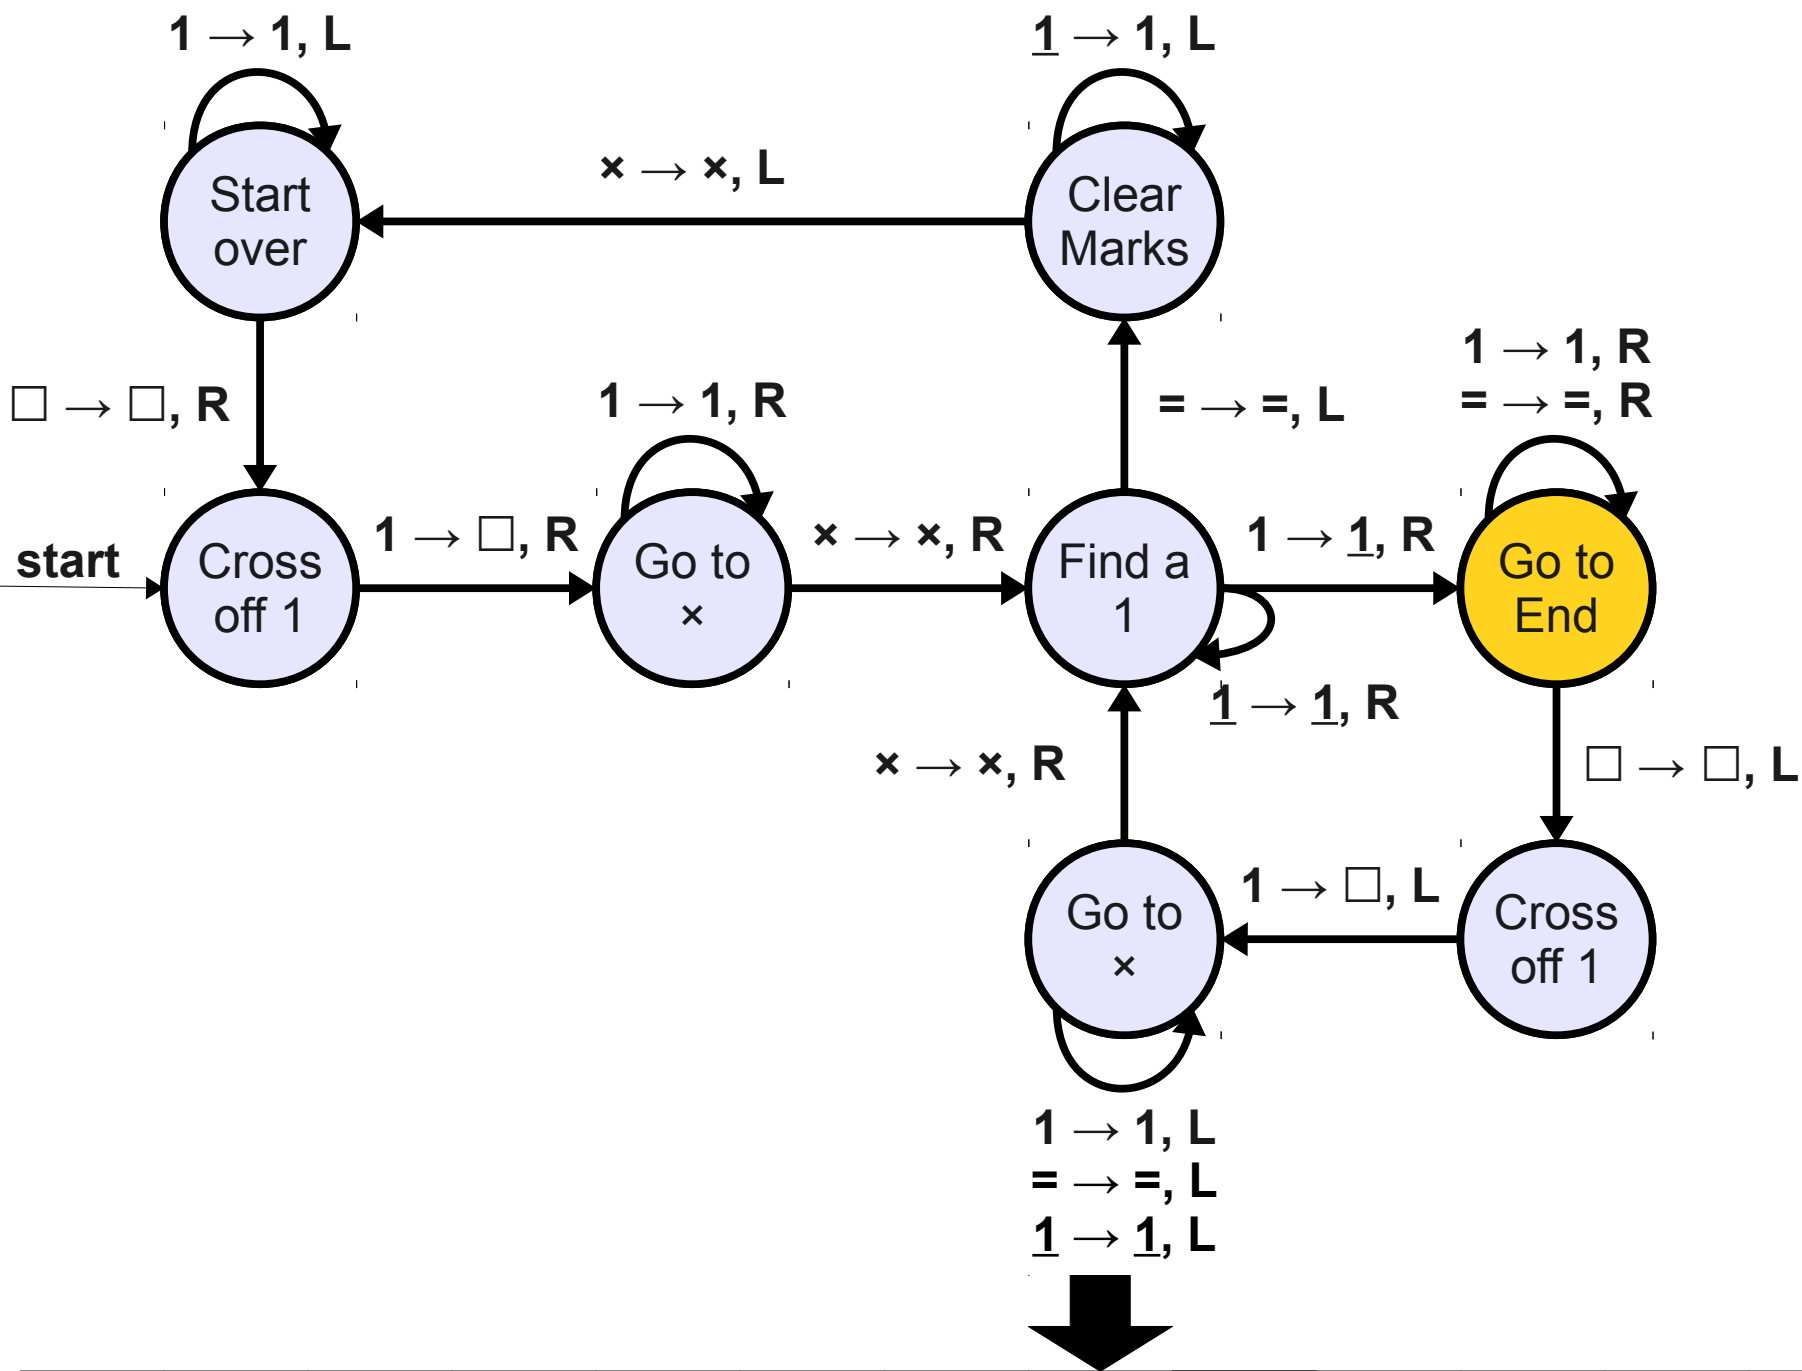 1 → 1, L
1 → 1, L
× → ×, L
Start
over
Clear
Marks
□ → □, R
1 → 1, R
= → =, L
1 → 1, R
= → =, R
start
Cross
off 1
1 → □, R
Go to
×
× → ×, R
Find a
1
1 → 1, R
Go to
End
1 → 1, R
× → ×, R
□ → □, L
Go to
×
1 → □, L
Cross
off 1
1 → 1, L
= → =, L
1 → 1, L